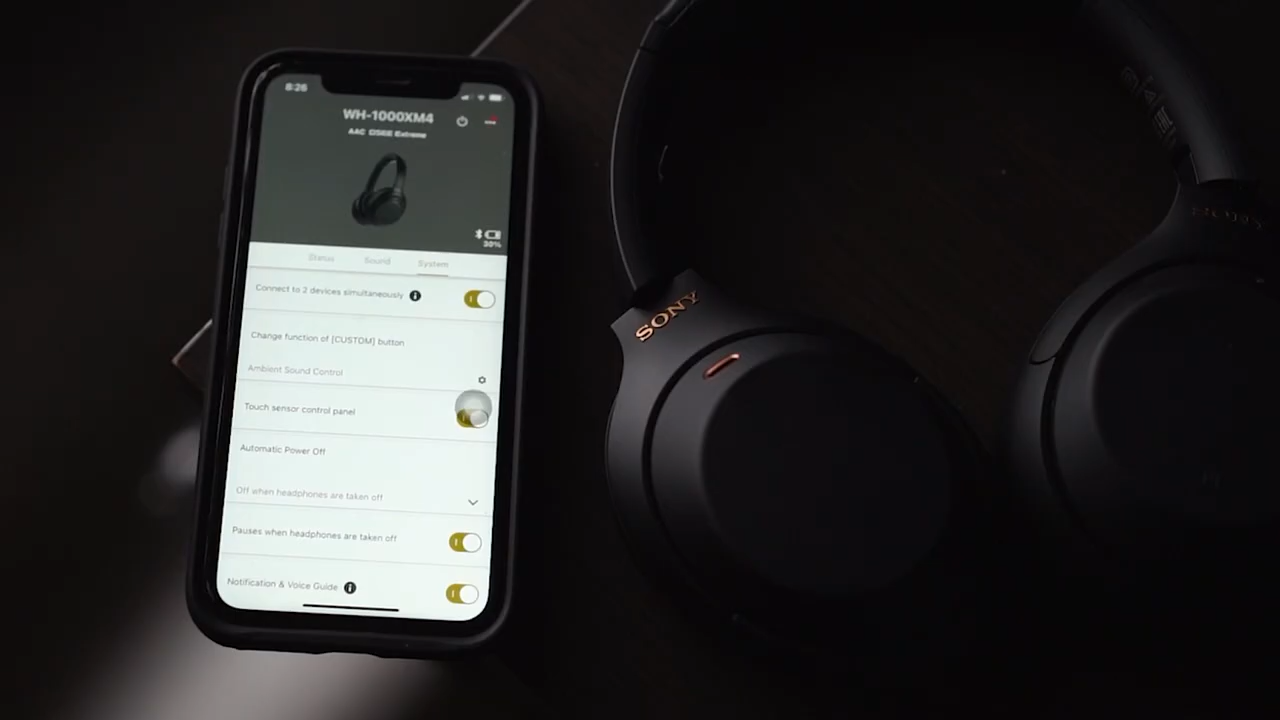 8:26
WH-1000XM4
AAC DSEE Extreme
30%
Status Sound System
Connect to 2 devices simultaneously
Change function of [CUSTOM] button
Ambient Sound Control
Touch sensor control panel
Automatic Power Off
Off when headphones are taken off
Pauses when headphones are taken off
Notification & Voice Guide
SONY
SONY